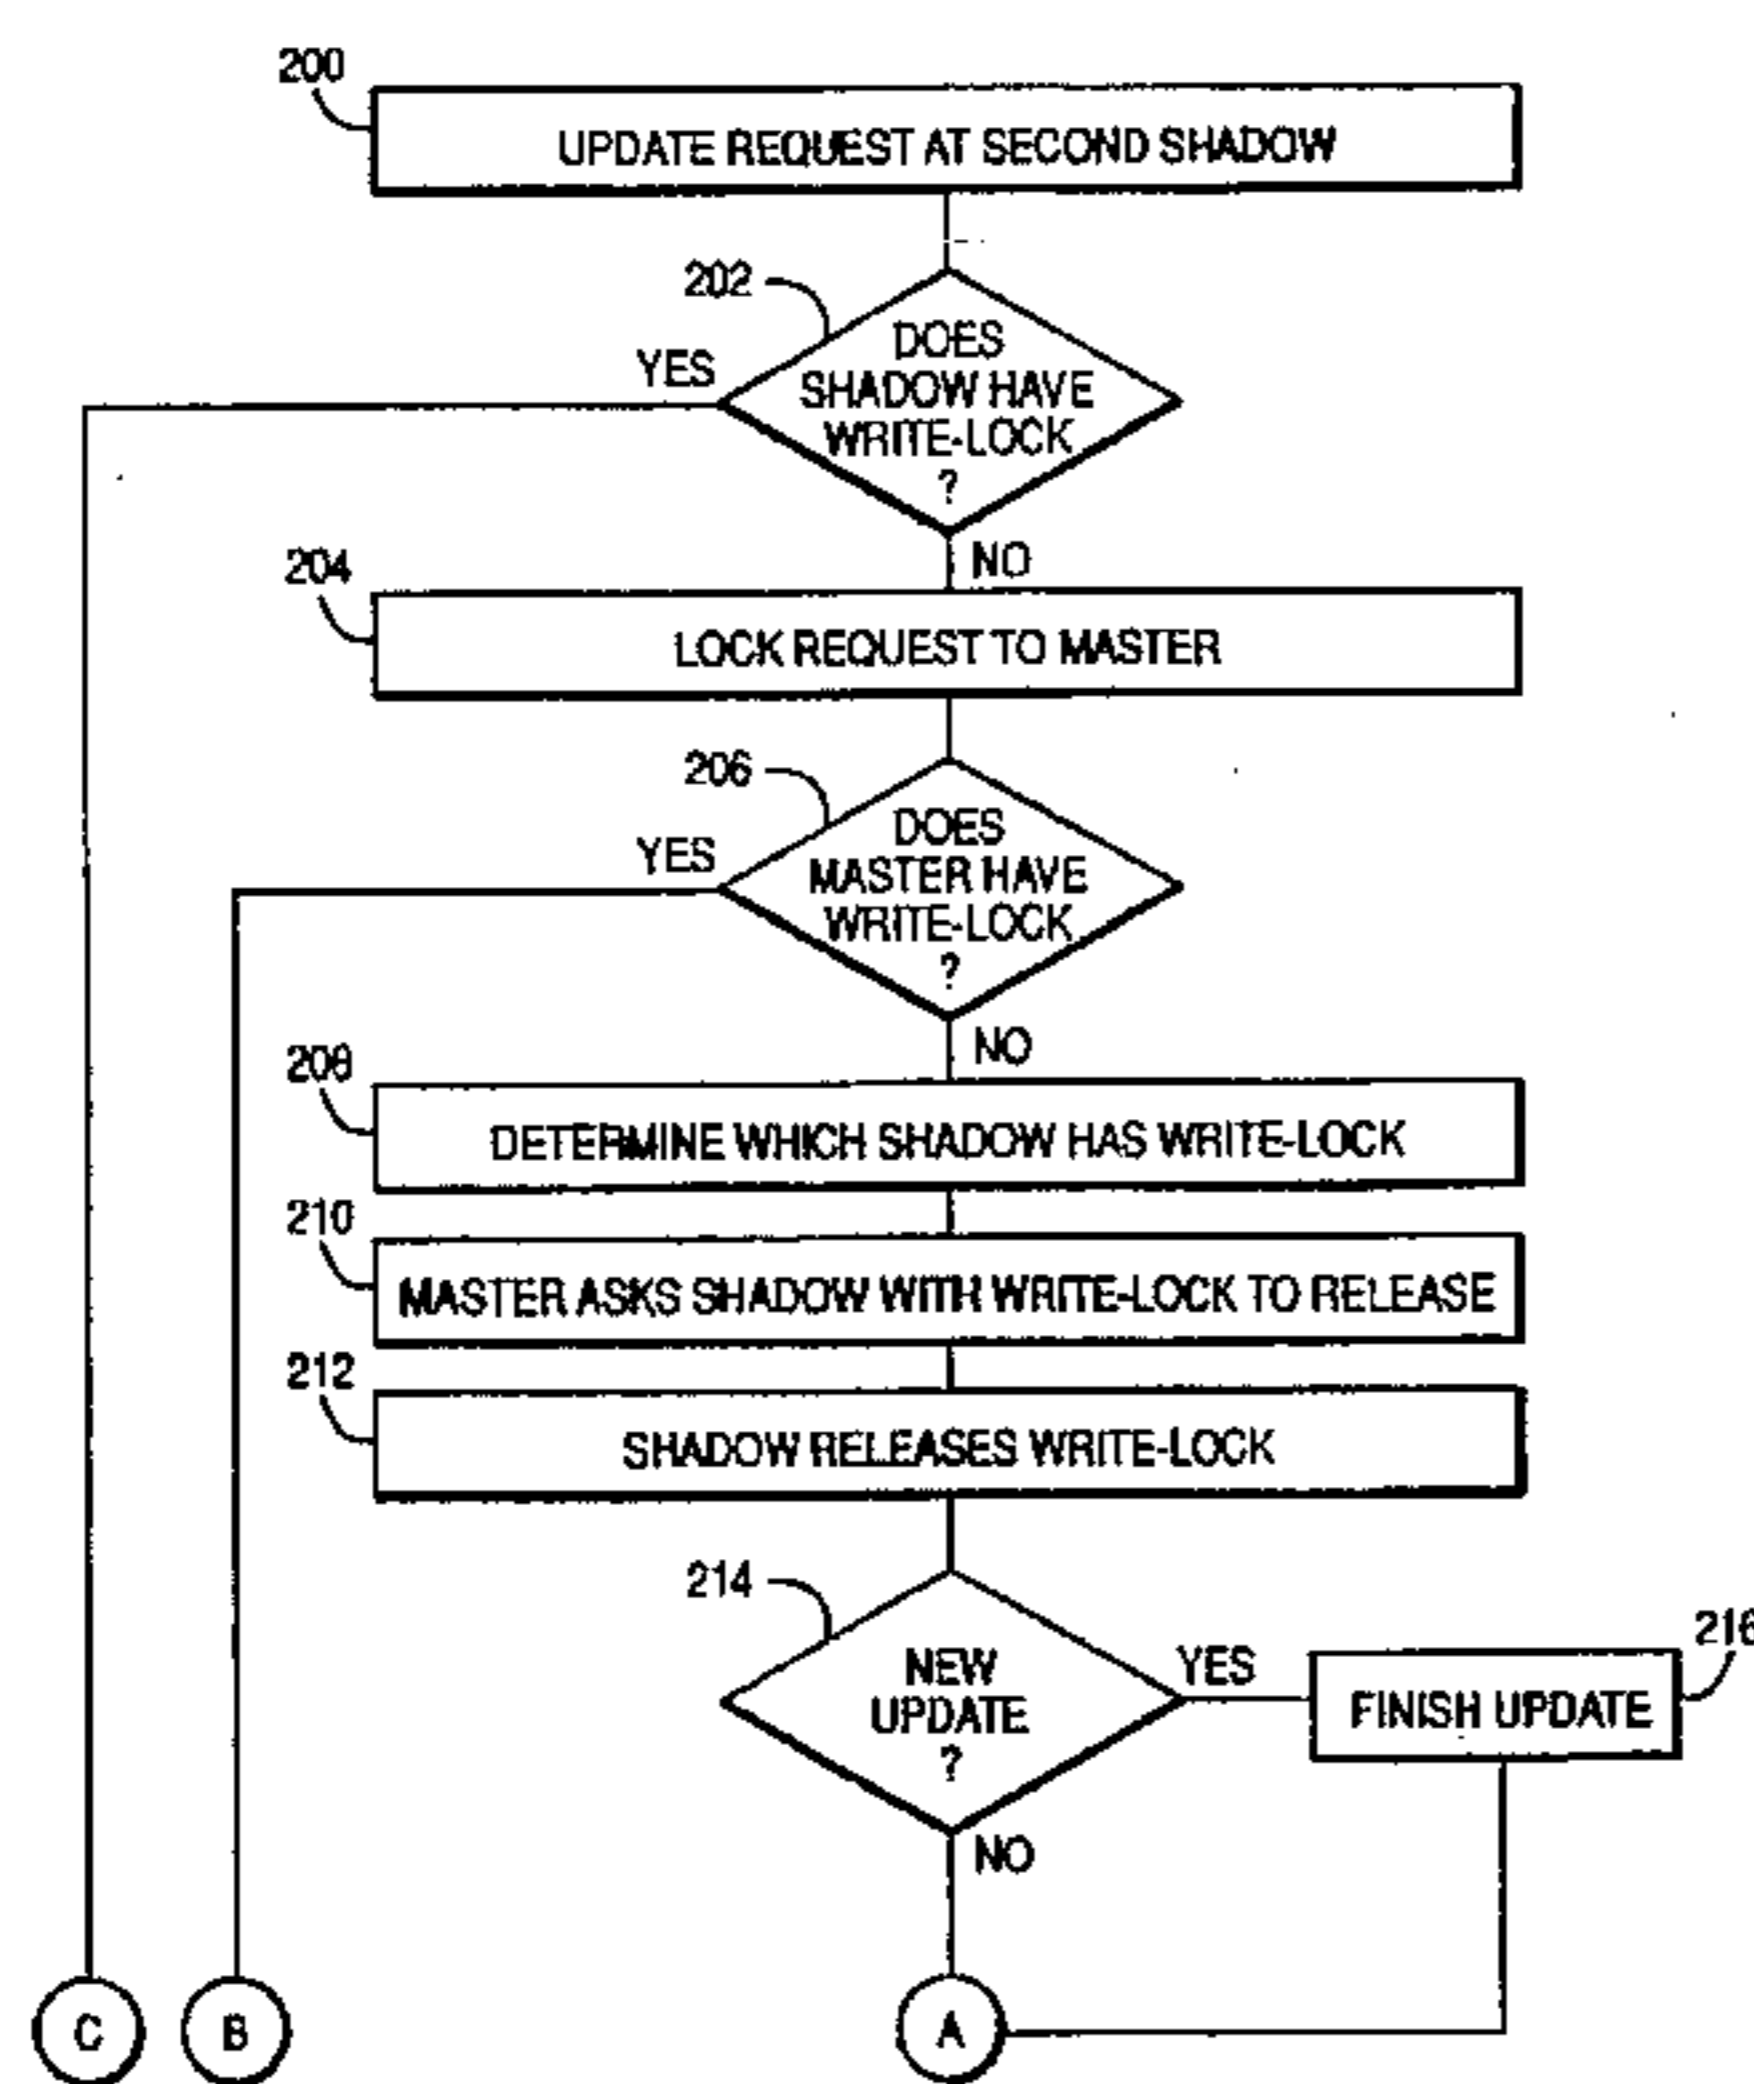 200
UPDATE REQUEST AT SECOND SHADOW
202
DOES
SHADOW HAVE
WRITE-LOCK
?
YES
NO
204
LOCK REQUEST TO MASTER
206
DOES
MASTER HAVE
WRITE-LOCK
?
YES
NO
208
DETERMINE WHICH SHADOW HAS WRITE-LOCK
210
MASTER ASKS SHADOW WITH WRITE-LOCK TO RELEASE
212
SHADOW RELEASES WRITE-LOCK
214
NEW
UPDATE
?
YES
216
FINISH UPDATE
NO
C
B
A